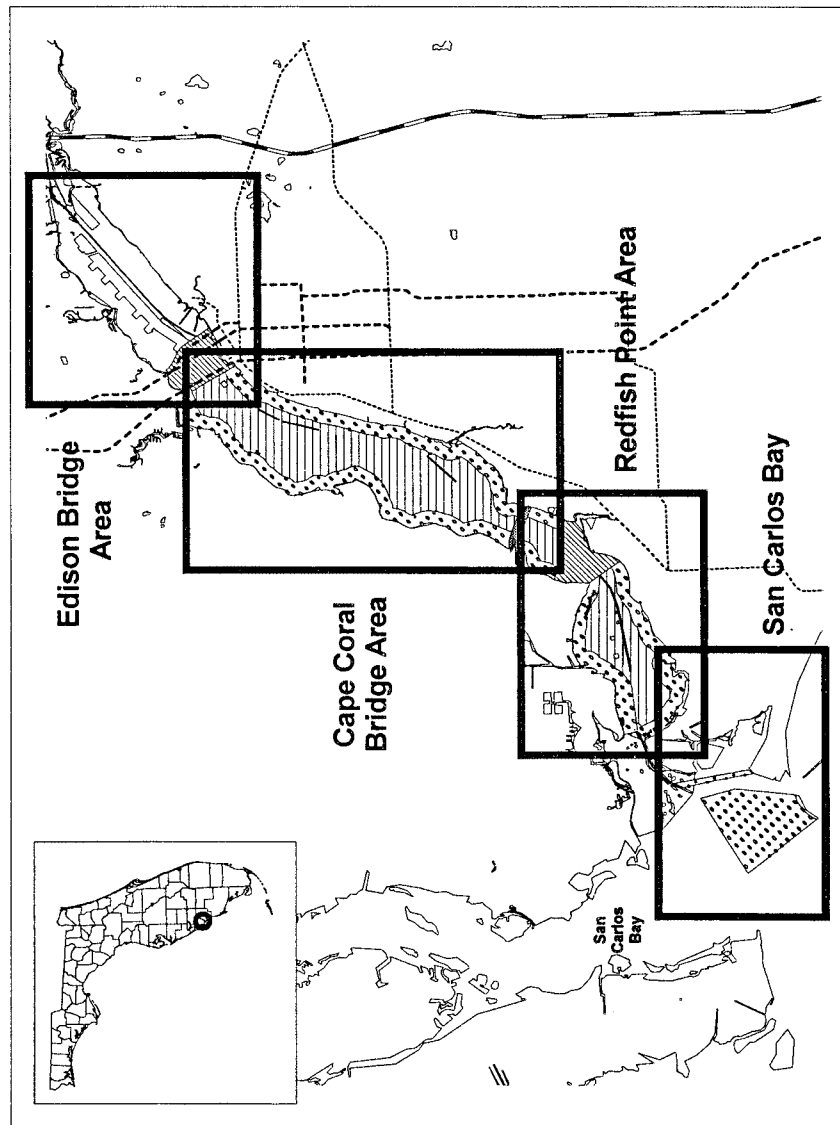 Edison Bridge
Area
Cape Coral
Bridge Area
Redfish Point Area
San Carlos Bay
San
Carlos
Bay